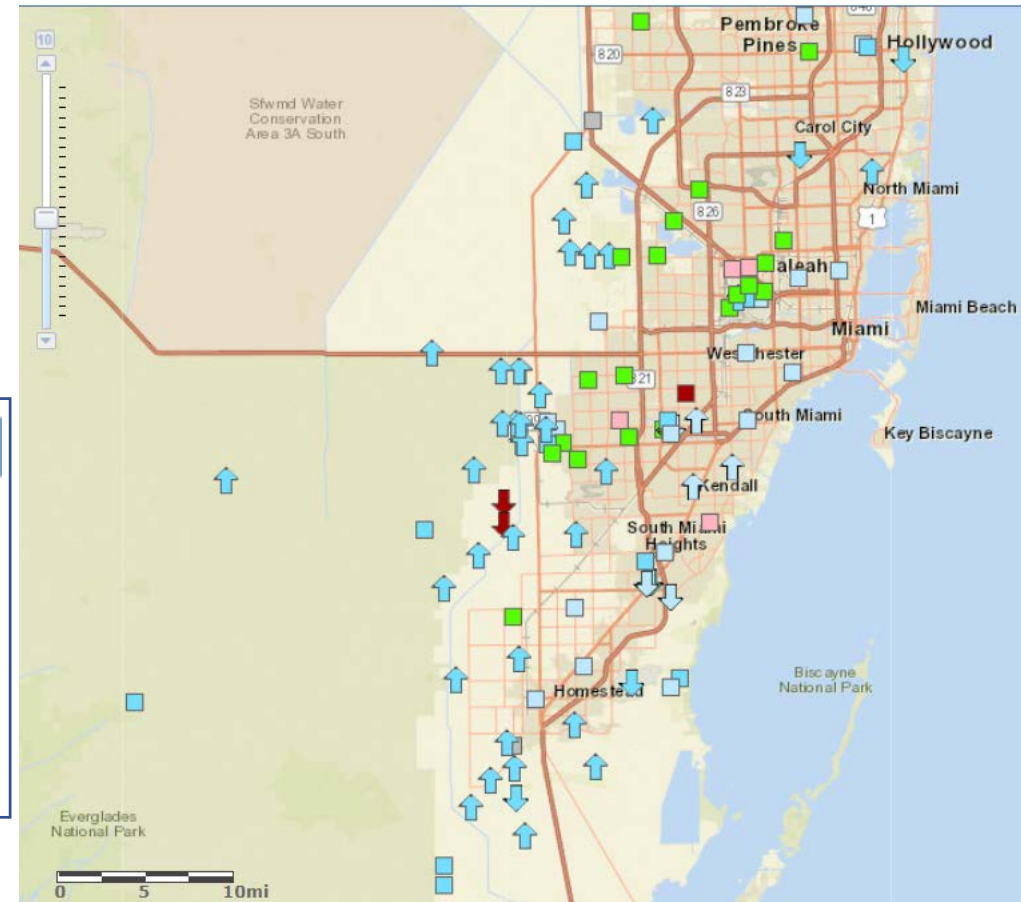 10
Sfwmd Water
Conservation
Area 3A South
820
Pembroke
Pines
Hollywood
823
Carol City
North Miami
826
1
aleah
Miami Beach
Miami
Westchester
821
South Miami
Key Biscayne
Kendall
South Miami
Heights
Biscayne
National Park
Homestead
Everglades
National Park
0 5 10mi